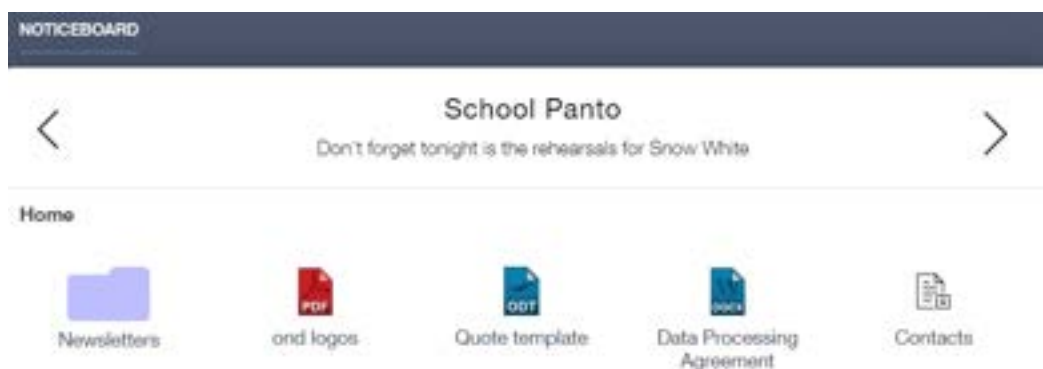 NOTICEBOARD
School Panto
Don't forget tonight is the rehearsals for Snow White
Home
PDF
ODT
DOCX
Newsletters
ond logos
Quote template
Data Processing
Agreement
Contacts